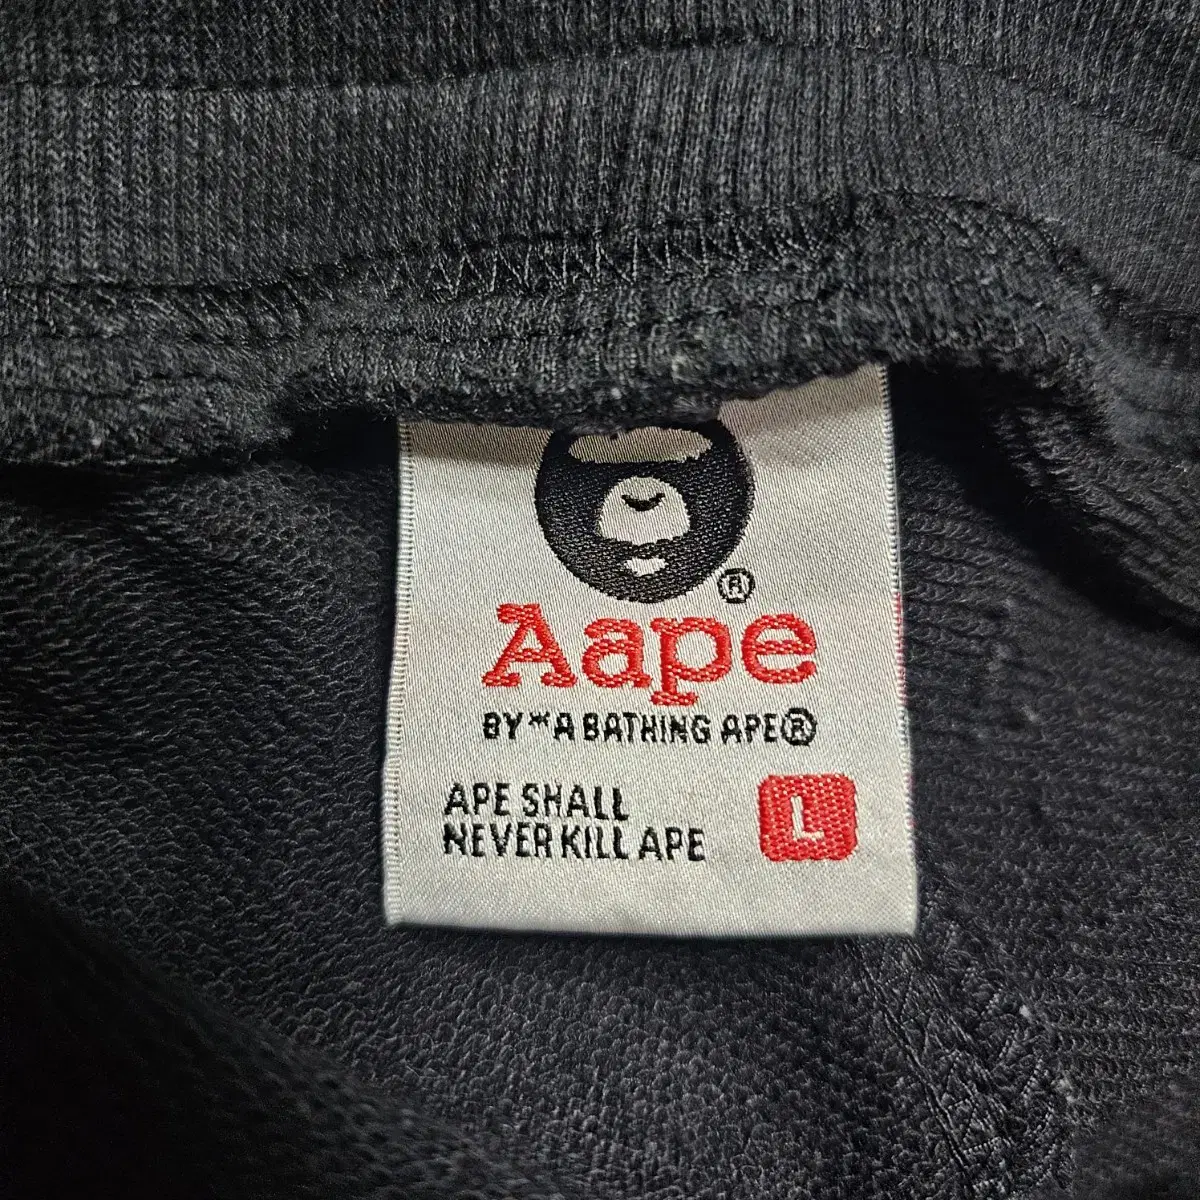 ®
Aape
BY *A BATHING APE®
APE SHALL
NEVER KILL APE
L